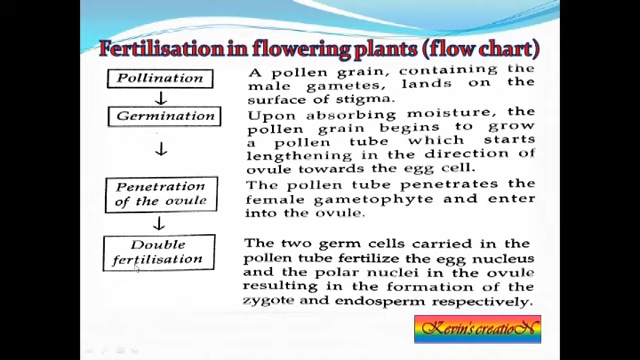 Fertilisation in flowering plants (flow chart)
Pollination
A pollen grain, containing the
male gametes, lands on the
surface of stigma.
Germination
Upon absorbing moisture, the
pollen grain begins to grow
a pollen tube which starts
lengthening in the direction of
ovule towards the egg cell.
Penetration
of the ovule
The pollen tube penetrates the
female gametophyte and enter
into the ovule.
Double
fertilisation
The two germ cells carried in the
pollen tube fertilize the egg nucleus
and the polar nuclei in the ovule
resulting in the formation of the
zygote and endosperm respectively.
Kevin's creatioN